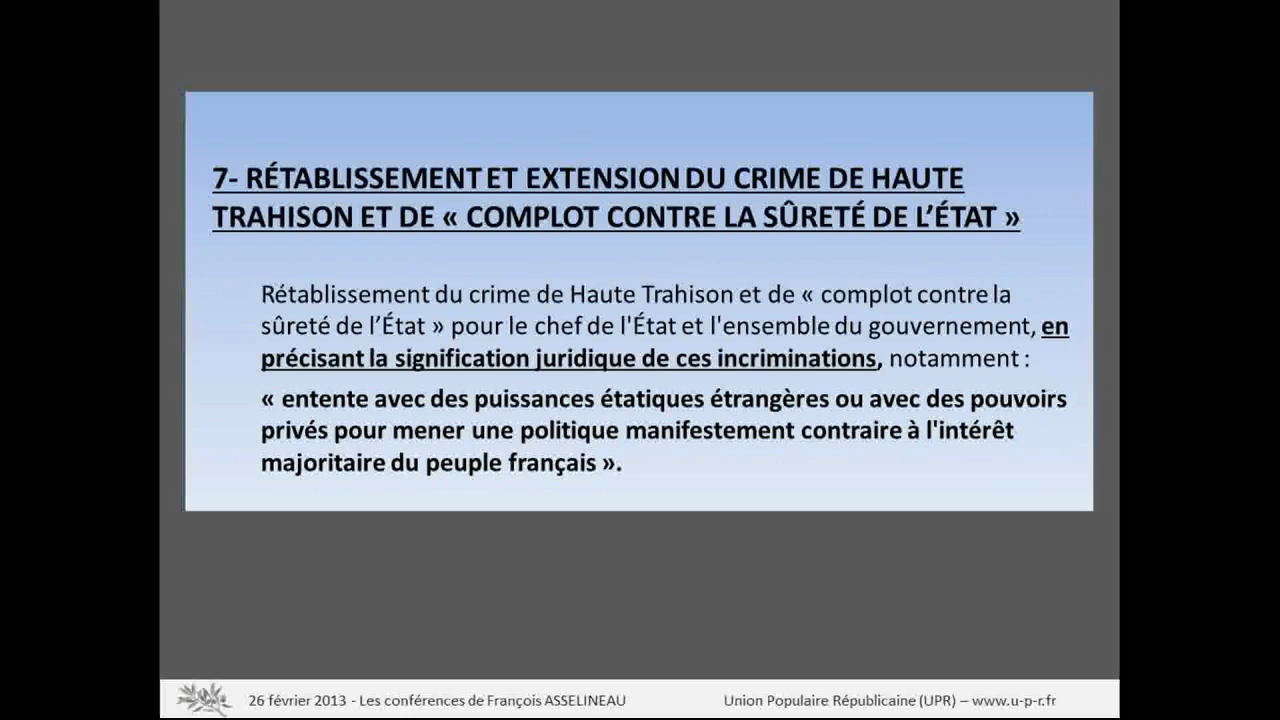 7- RÉTABLISSEMENT ET EXTENSION DU CRIME DE HAUTE
TRAHISON ET DE « COMPLOT CONTRE LA SÛRETÉ DE L’ÉTAT »
Rétablissement du crime de Haute Trahison et de « complot contre la
sûreté de l’État » pour le chef de l'État et l'ensemble du gouvernement, en
précisant la signification juridique de ces incriminations, notamment :
« entente avec des puissances étatiques étrangères ou avec des pouvoirs
privés pour mener une politique manifestement contraire à l'intérêt
majoritaire du peuple français ».
26 février 2013 - Les conférences de François ASSELINEAU
Union Populaire Républicaine (UPR) – www.u-p-r.fr